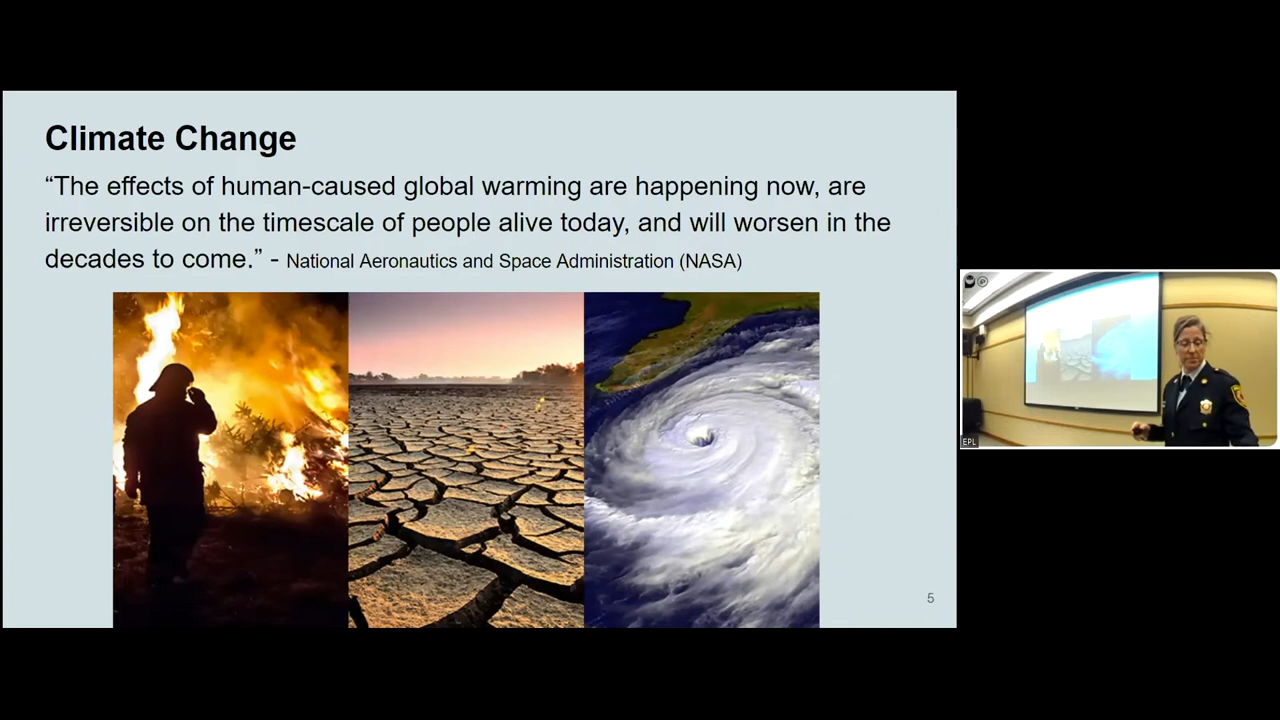 Climate Change
“The effects of human-caused global warming are happening now, are
irreversible on the timescale of people alive today, and will worsen in the
decades to come.” - National Aeronautics and Space Administration (NASA)
5
EPL